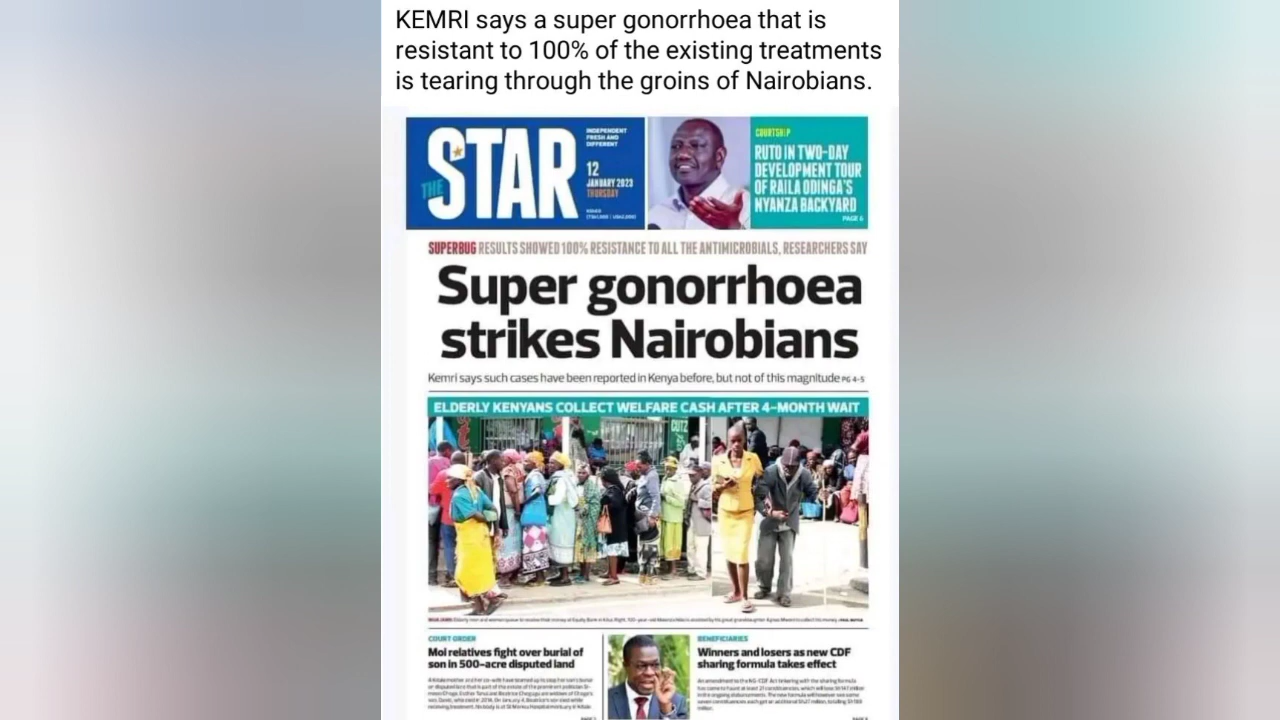 KEMRI says a super gonorrhoea that is
resistant to 100% of the existing treatments
is tearing through the groins of Nairobians.
THE STAR
INDEPENDENT
FRESH AND
DIFFERENT
12
JANUARY 2023
THURSDAY
COURTSHIP
RUTO IN TWO-DAY
DEVELOPMENT TOUR
OF RAILA ODINGA'S
NYANZA BACKYARD
PAGE 6
SUPERBUG RESULTS SHOWED 100% RESISTANCE TO ALL THE ANTIMICROBIALS, RESEARCHERS SAY
Super gonorrhoea
strikes Nairobians
Kemri says such cases have been reported in Kenya before, but not of this magnitude PG 4-5
ELDERLY KENYANS COLLECT WELFARE CASH AFTER 4-MONTH WAIT
CUTZ
COURT ORDER
Moi relatives fight over burial of
son in 500-acre disputed land
BENEFICIARIES
Winners and losers as new CDF
sharing formula takes effect